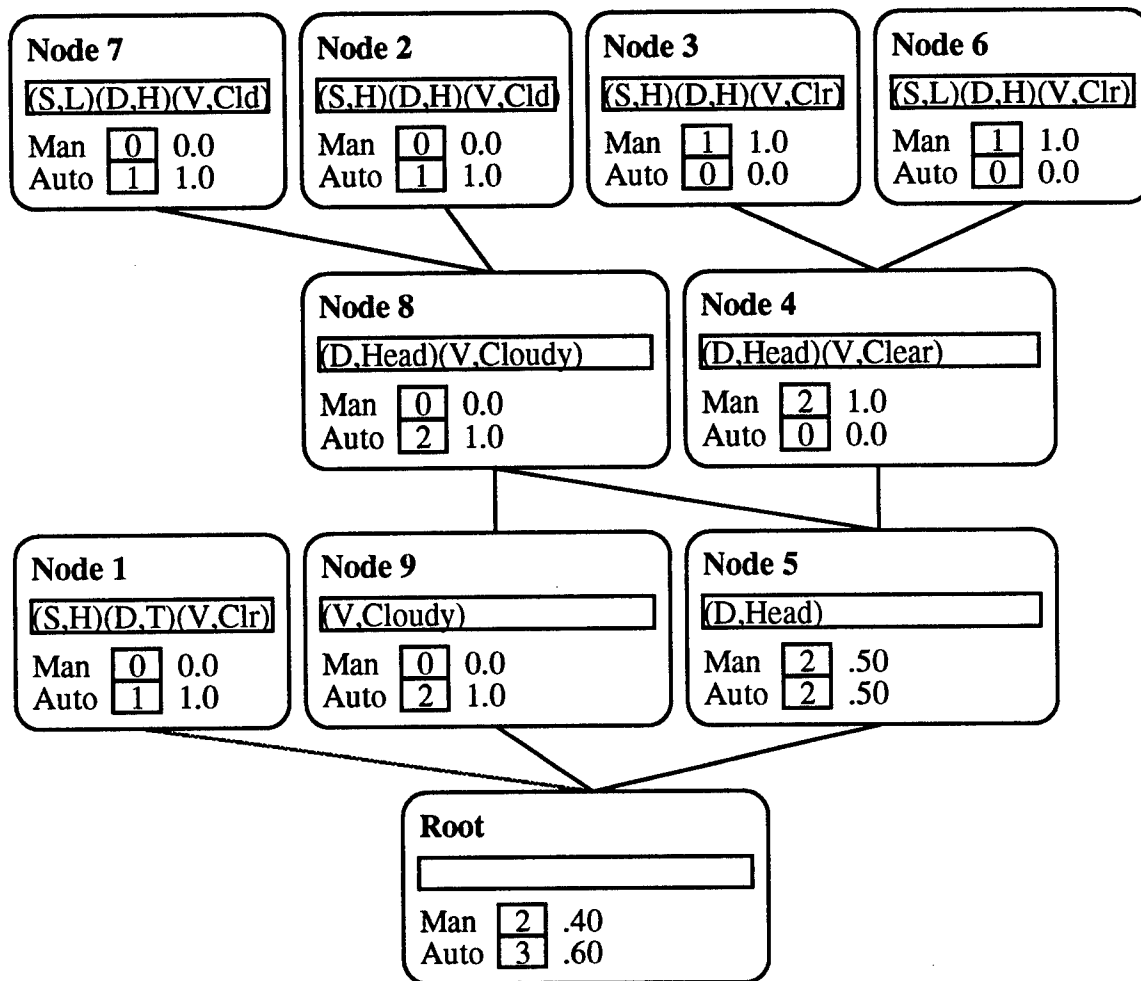 Node 7
(S,L)(D,H)(V,Cld)
Man 0 0.0
Auto 1 1.0
Node 2
(S,H)(D,H)(V,Cld)
Man 0 0.0
Auto 1 1.0
Node 3
(S,H)(D,H)(V,Clr)
Man 1 1.0
Auto 0 0.0
Node 6
(S,L)(D,H)(V,Clr)
Man 1 1.0
Auto 0 0.0
Node 8
(D,Head)(V,Cloudy)
Man 0 0.0
Auto 2 1.0
Node 4
(D,Head)(V,Clear)
Man 2 1.0
Auto 0 0.0
Node 1
(S,H)(D,T)(V,Clr)
Man 0 0.0
Auto 1 1.0
Node 9
(V,Cloudy)
Man 0 0.0
Auto 2 1.0
Node 5
(D,Head)
Man 2 .50
Auto 2 .50
Root
Man 2 .40
Auto 3 .60